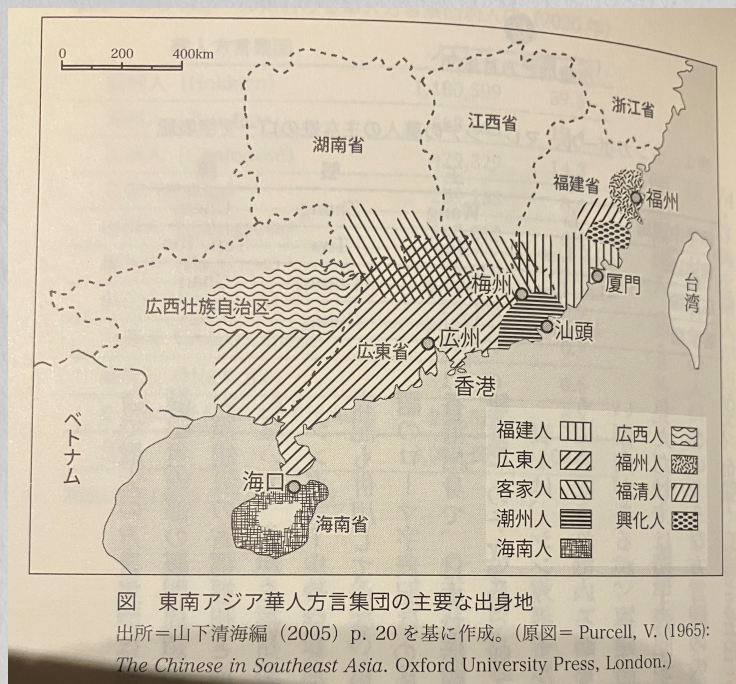 0 200 400km
浙江省
江西省
湖南省
福建省
福州
厦門
台湾
梅州
広西壮族自治区
汕頭
広州
広東省
香港
ベトナム
海口
海南省
福建人
広東人
客家人
潮州人
海南人
広西人
福州人
福清人
興化人
図 東南アジア華人方言集団の主要な出身地
出所=山下清海編(2005)p. 20 を基に作成。(原図= Purcell, V. (1965):
The Chinese in Southeast Asia. Oxford University Press, London.)